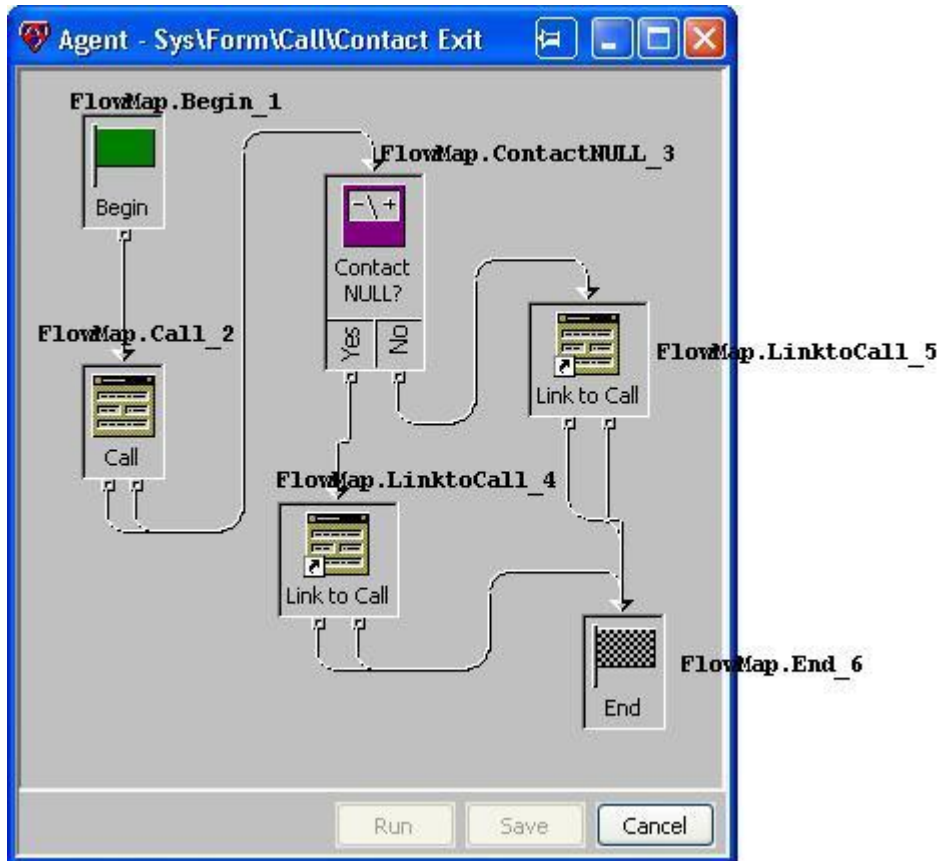 Agent - Sys\Form\Call\Contact Exit
FlowMap.Begin_1
Begin
FlowMap.ContactNULL_3
- \ +
Contact
NULL?
Yes
No
FlowMap.Call_2
Call
FlowMap.LinktoCall_5
Link to Call
FlowMap.LinktoCall_4
Link to Call
FlowMap.End_6
End
Run
Save
Cancel